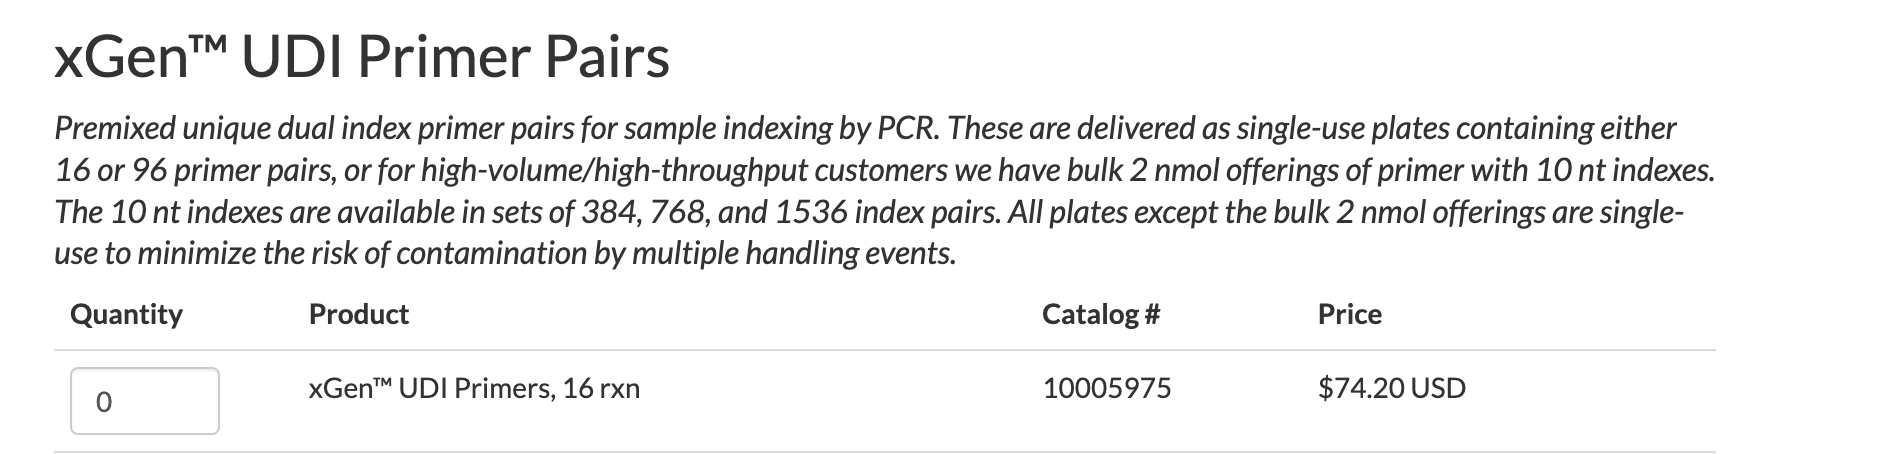 xGen™ UDI Primer Pairs
Premixed unique dual index primer pairs for sample indexing by PCR. These are delivered as single-use plates containing either
16 or 96 primer pairs, or for high-volume/high-throughput customers we have bulk 2 nmol offerings of primer with 10 nt indexes.
The 10 nt indexes are available in sets of 384, 768, and 1536 index pairs. All plates except the bulk 2 nmol offerings are single-
use to minimize the risk of contamination by multiple handling events.
Quantity Product Catalog # Price
0 xGen™ UDI Primers, 16 rxn 10005975 $74.20 USD